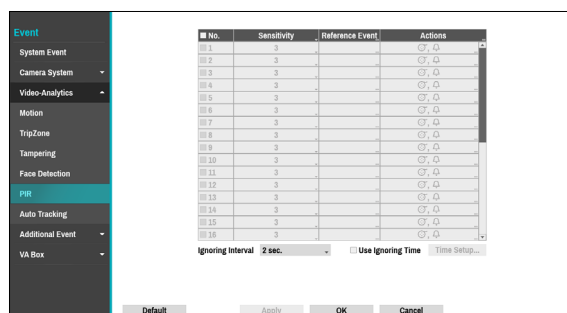 Event
System Event
Camera System
Video-Analytics
Motion
TripZone
Tampering
Face Detection
PIR
Auto Tracking
Additional Event
VA Box
No. Sensitivity Reference Event Actions
1 3
2 3
3 3
4 3
5 3
6 3
7 3
8 3
9 3
10 3
11 3
12 3
13 3
14 3
15 3
16 3
Ignoring Interval 2 sec. Use Ignoring Time Time Setup...
Default Apply OK Cancel